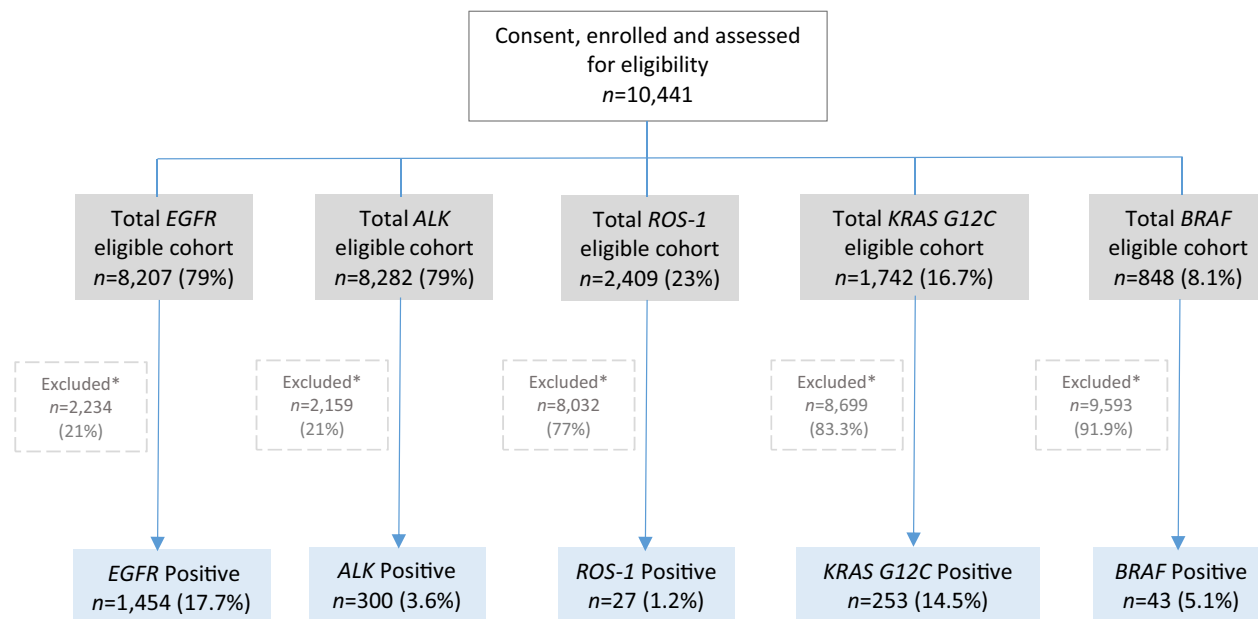 Consent, enrolled and assessed
for eligibility
n=10,441
Total EGFR
eligible cohort
n=8,207 (79%)
Total ALK
eligible cohort
n=8,282 (79%)
Total ROS-1
eligible cohort
n=2,409 (23%)
Total KRAS G12C
eligible cohort
n=1,742 (16.7%)
Total BRAF
eligible cohort
n=848 (8.1%)
Excluded*
n=2,234
(21%)
Excluded*
n=2,159
(21%)
Excluded*
n=8,032
(77%)
Excluded*
n=8,699
(83.3%)
Excluded*
n=9,593
(91.9%)
EGFR Positive
n=1,454 (17.7%)
ALK Positive
n=300 (3.6%)
ROS-1 Positive
n=27 (1.2%)
KRAS G12C Positive
n=253 (14.5%)
BRAF Positive
n=43 (5.1%)